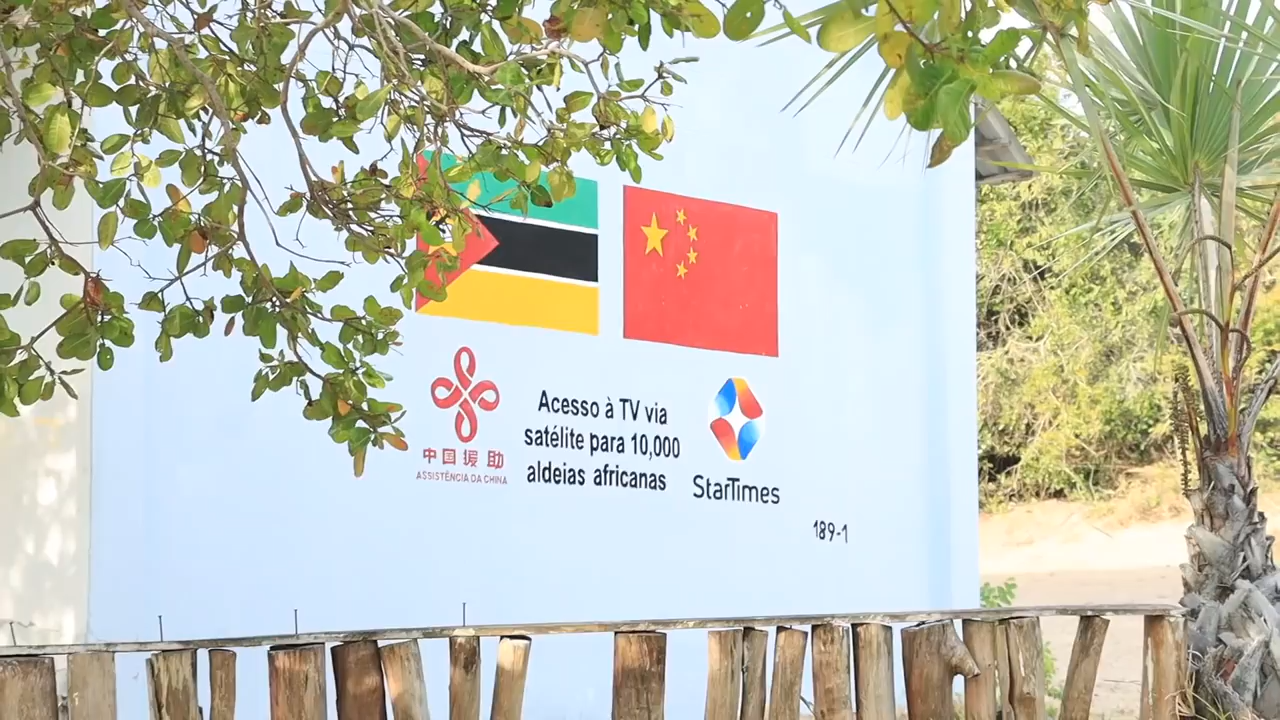 中国援助
ASSISTÊNCIA DA CHINA
Acesso à TV via
satélite para 10,000
aldeias africanas
StarTimes
189-1